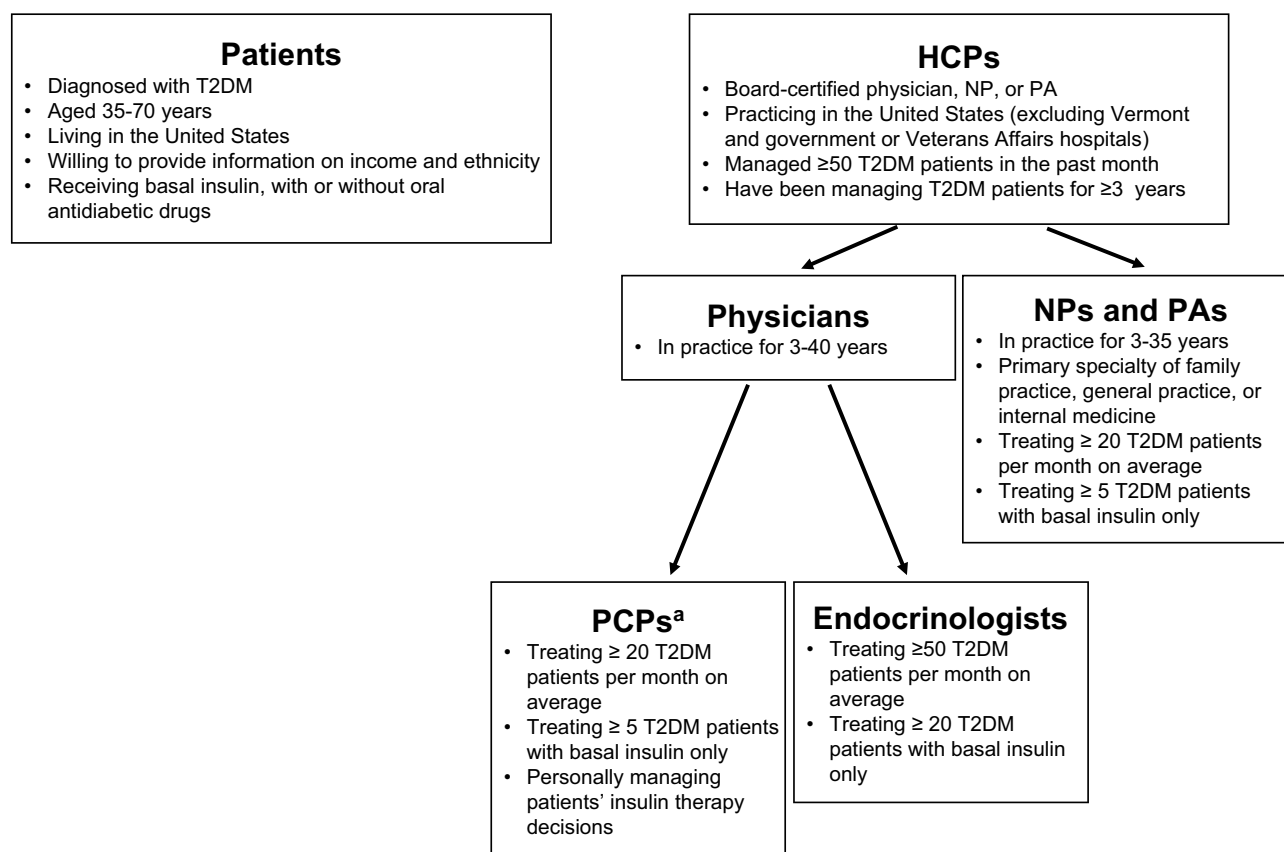 Patients
• Diagnosed with T2DM
• Aged 35-70 years
• Living in the United States
• Willing to provide information on income and ethnicity
• Receiving basal insulin, with or without oral
antidiabetic drugs
HCPs
• Board-certified physician, NP, or PA
• Practicing in the United States (excluding Vermont
and government or Veterans Affairs hospitals)
• Managed ≥50 T2DM patients in the past month
• Have been managing T2DM patients for ≥3 years
Physicians
• In practice for 3-40 years
NPs and PAs
• In practice for 3-35 years
• Primary specialty of family
practice, general practice, or
internal medicine
• Treating ≥ 20 T2DM patients
per month on average
• Treating ≥ 5 T2DM patients
with basal insulin only
PCPsᵃ
• Treating ≥ 20 T2DM
patients per month on
average
• Treating ≥ 5 T2DM patients
with basal insulin only
• Personally managing
patients’ insulin therapy
decisions
Endocrinologists
• Treating ≥50 T2DM
patients per month on
average
• Treating ≥ 20 T2DM
patients with basal insulin
only